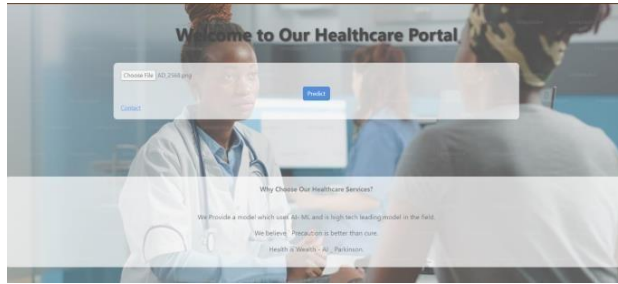 Welcome to Our Healthcare Portal
Choose File AD_2568.png
Predict
Contact
Why Choose Our Healthcare Services?
We Provide a model which uses AI- ML and is high tech leading model in the field.
We believe, Precaution is better than cure.
Health is Wealth - AI _ Parkinson